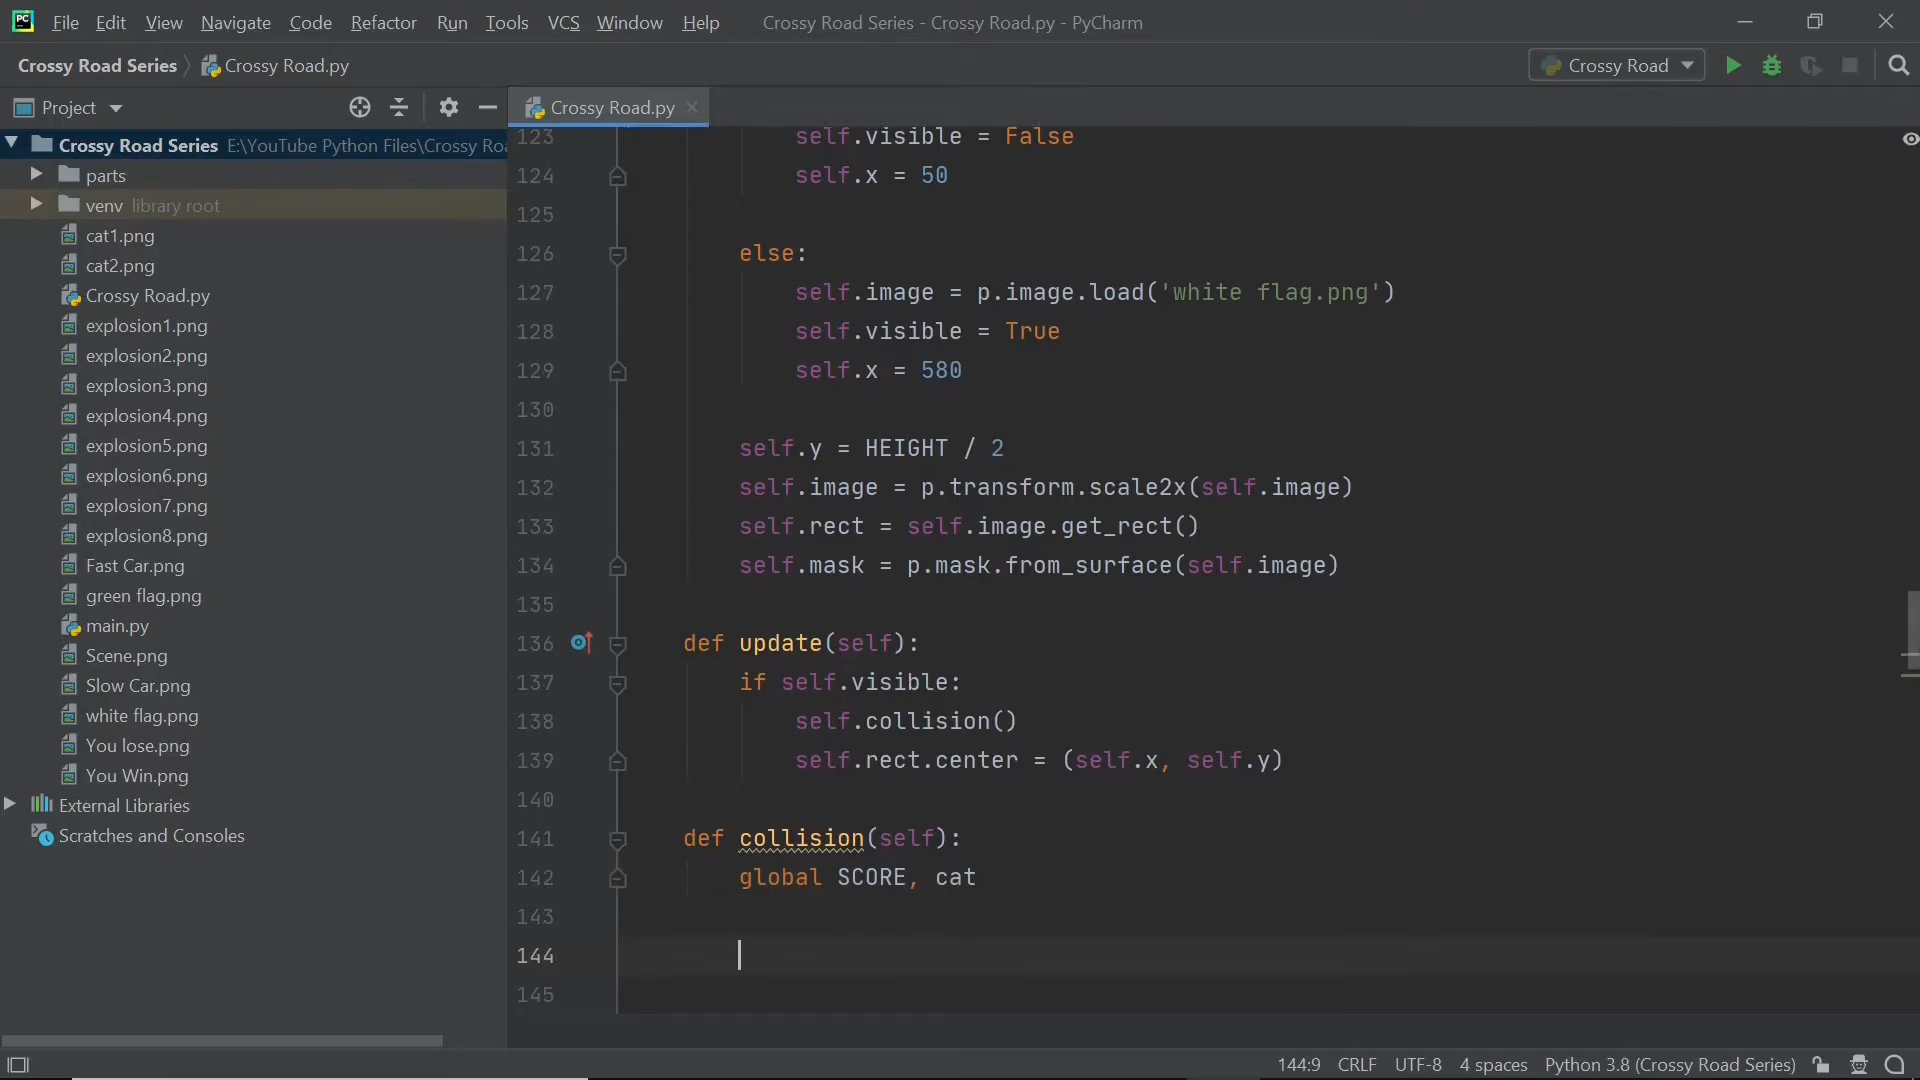 PC File Edit View Navigate Code Refactor Run Tools VCS Window Help Crossy Road Series - Crossy Road.py - PyCharm
Crossy Road Series Crossy Road.py Crossy Road
Project Crossy Road.py
Crossy Road Series E:\YouTube Python Files\Crossy Roa
parts
venv library root
cat1.png
cat2.png
Crossy Road.py
explosion1.png
explosion2.png
explosion3.png
explosion4.png
explosion5.png
explosion6.png
explosion7.png
explosion8.png
Fast Car.png
green flag.png
main.py
Scene.png
Slow Car.png
white flag.png
You lose.png
You Win.png
External Libraries
Scratches and Consoles
123 self.visible = False
124 self.x = 50
125
126 else:
127 self.image = p.image.load('white flag.png')
128 self.visible = True
129 self.x = 580
130
131 self.y = HEIGHT / 2
132 self.image = p.transform.scale2x(self.image)
133 self.rect = self.image.get_rect()
134 self.mask = p.mask.from_surface(self.image)
135
136 def update(self):
137 if self.visible:
138 self.collision()
139 self.rect.center = (self.x, self.y)
140
141 def collision(self):
142 global SCORE, cat
143
144
145
144:9 CRLF UTF-8 4 spaces Python 3.8 (Crossy Road Series)